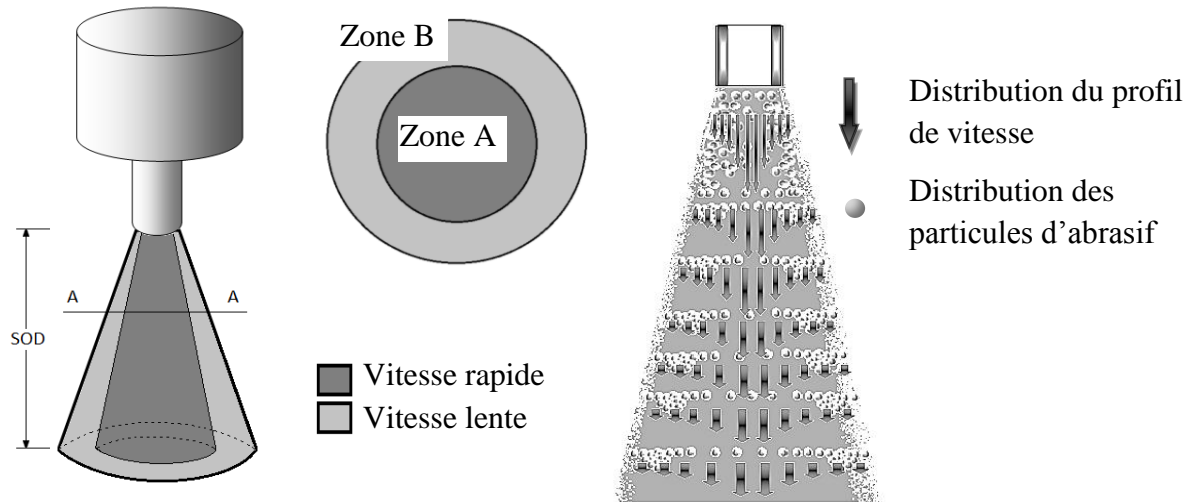 Zone B
Zone A
A A
SOD
Vitesse rapide
Vitesse lente
Distribution du profil
de vitesse
Distribution des
particules d’abrasif